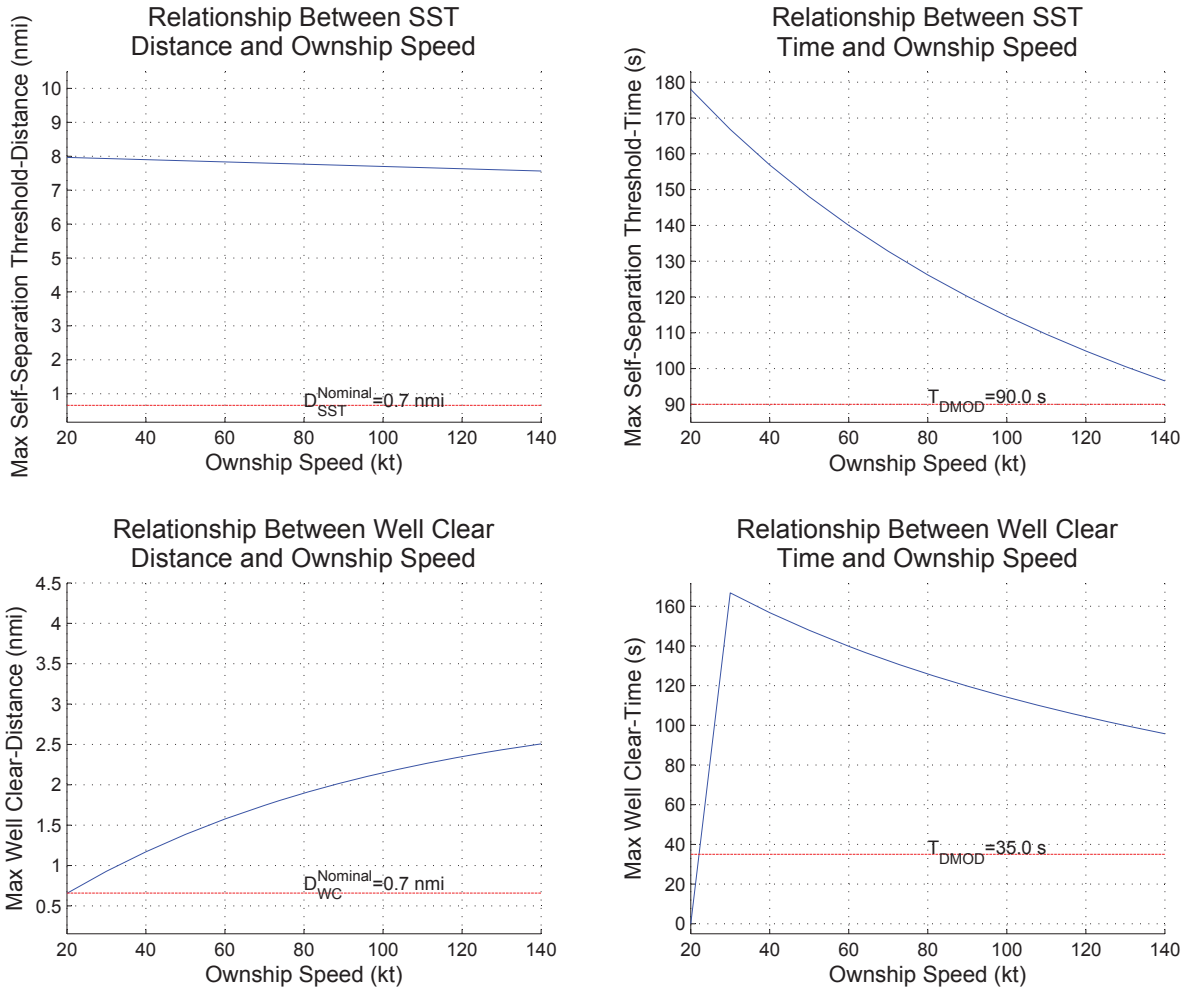 Relationship Between SST
Distance and Ownship Speed
Max Self-Separation Threshold-Distance (nmi)
10
9
8
7
6
5
4
3
2
1
D_SST^Nominal=0.7 nmi
20 40 60 80 100 120 140
Ownship Speed (kt)
Relationship Between SST
Time and Ownship Speed
Max Self-Separation Threshold-Time (s)
180
170
160
150
140
130
120
110
100
90
T_DMOD=90.0 s
20 40 60 80 100 120 140
Ownship Speed (kt)
Relationship Between Well Clear
Distance and Ownship Speed
Max Well Clear-Distance (nmi)
4.5
4
3.5
3
2.5
2
1.5
1
0.5
D_WC^Nominal=0.7 nmi
20 40 60 80 100 120 140
Ownship Speed (kt)
Relationship Between Well Clear
Time and Ownship Speed
Max Well Clear-Time (s)
160
140
120
100
80
60
40
20
0
T_DMOD=35.0 s
20 40 60 80 100 120 140
Ownship Speed (kt)